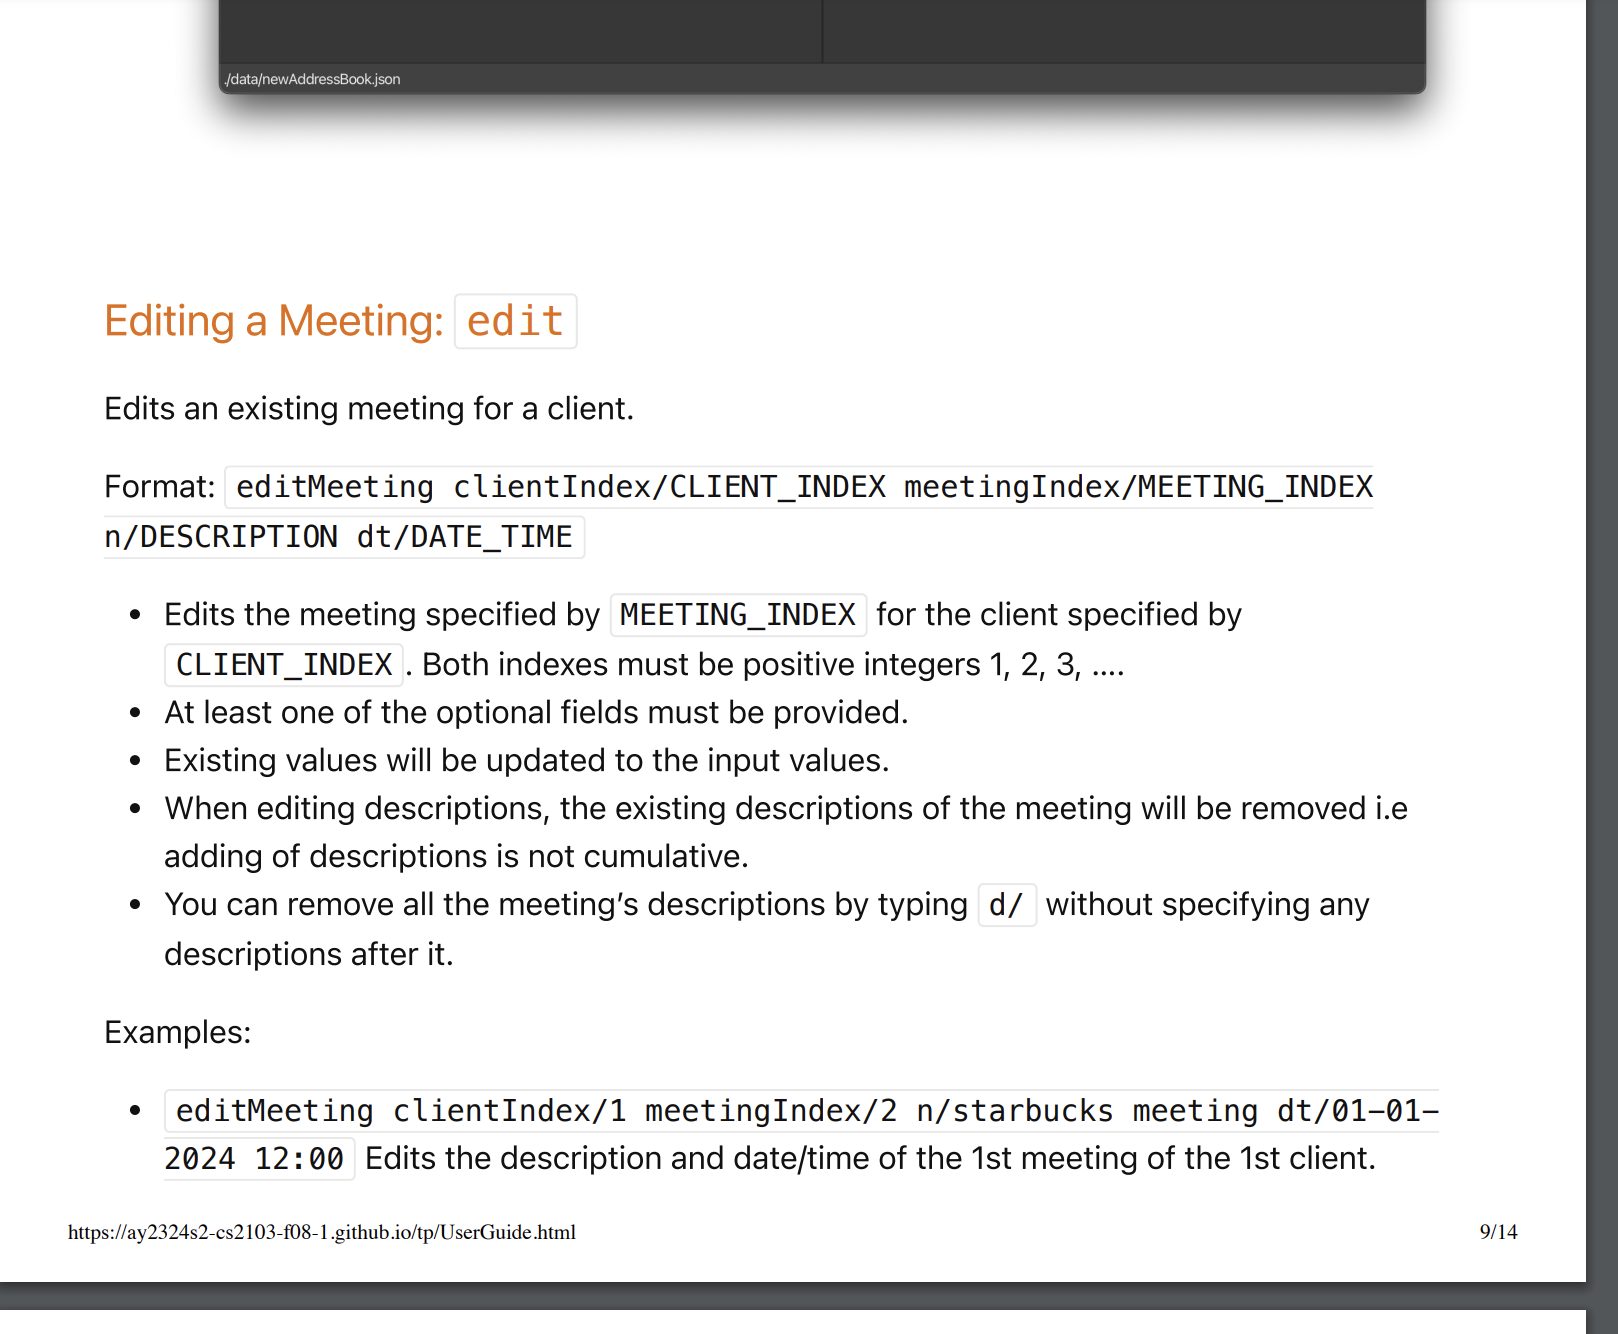 ./data/newAddressBook.json
Editing a Meeting: edit
Edits an existing meeting for a client.
Format: editMeeting clientIndex/CLIENT_INDEX meetingIndex/MEETING_INDEX
n/DESCRIPTION dt/DATE_TIME
• Edits the meeting specified by MEETING_INDEX for the client specified by
CLIENT_INDEX . Both indexes must be positive integers 1, 2, 3, ….
• At least one of the optional fields must be provided.
• Existing values will be updated to the input values.
• When editing descriptions, the existing descriptions of the meeting will be removed i.e
adding of descriptions is not cumulative.
• You can remove all the meeting’s descriptions by typing d/ without specifying any
descriptions after it.
Examples:
• editMeeting clientIndex/1 meetingIndex/2 n/starbucks meeting dt/01-01-
2024 12:00 Edits the description and date/time of the 1st meeting of the 1st client.
https://ay2324s2-cs2103-f08-1.github.io/tp/UserGuide.html 9/14